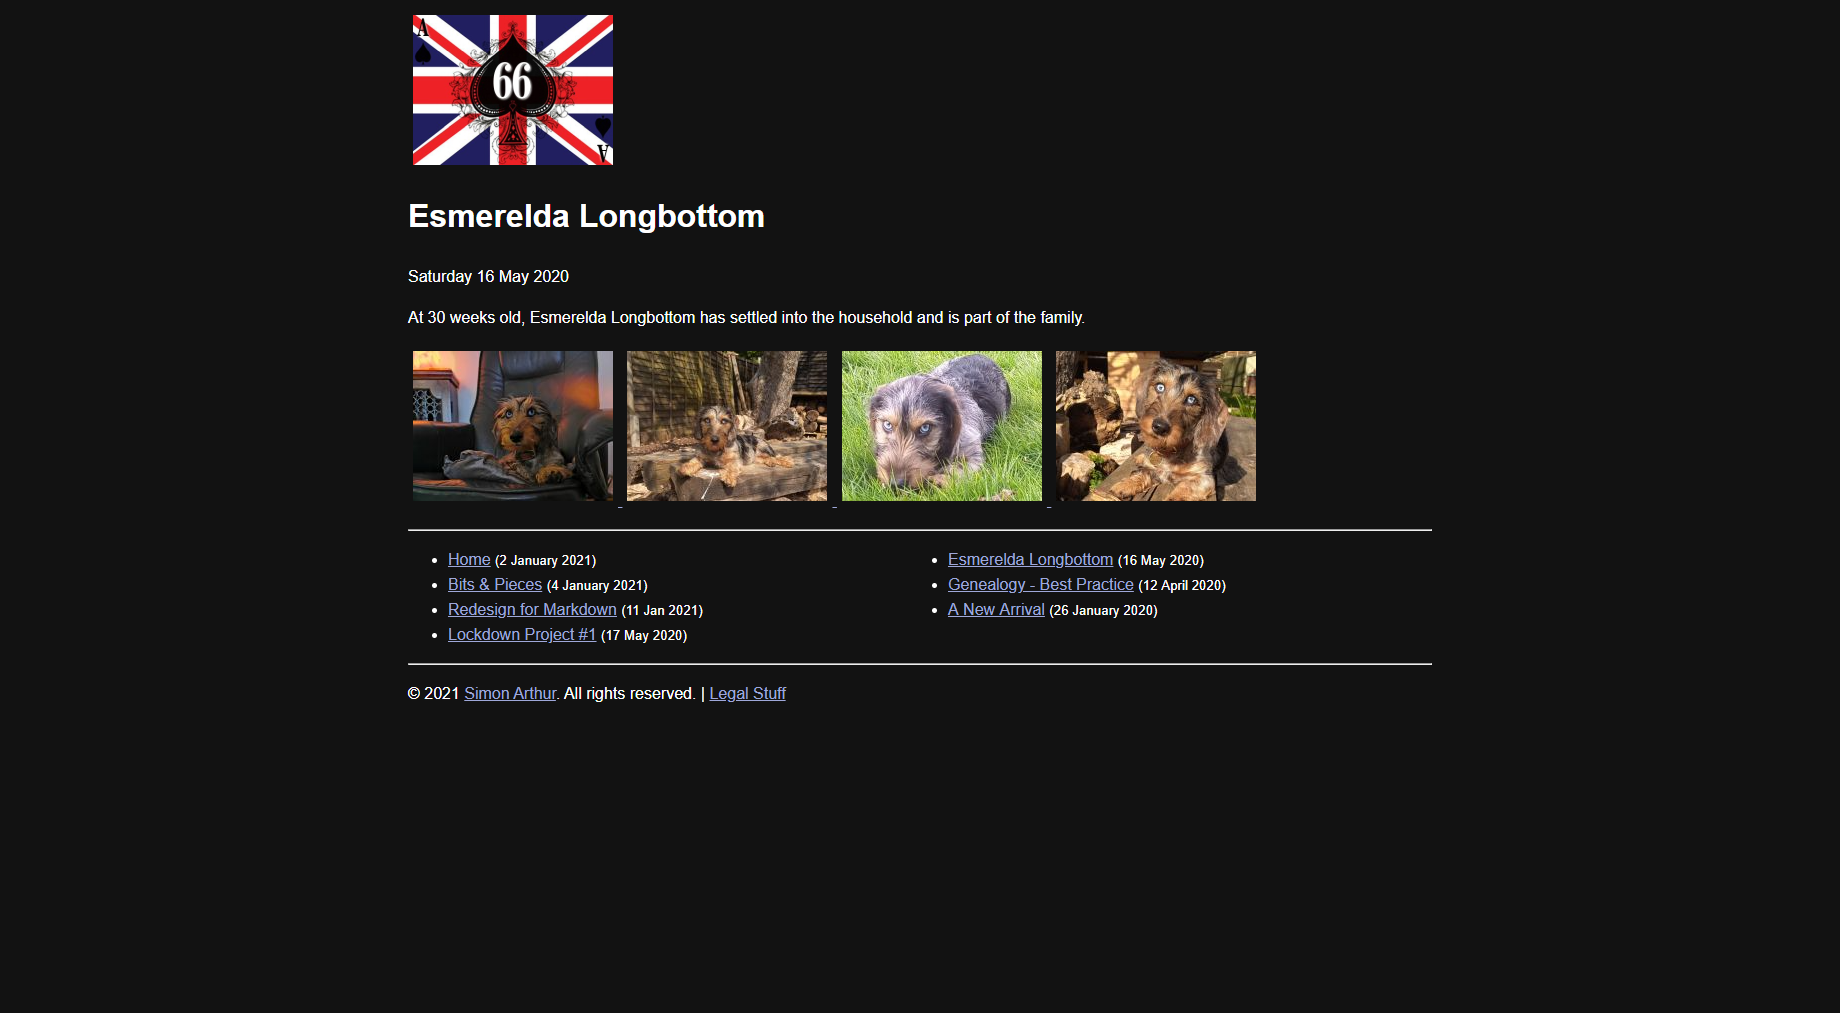 A
66
A
Esmerelda Longbottom
Saturday 16 May 2020
At 30 weeks old, Esmerelda Longbottom has settled into the household and is part of the family.
Home (2 January 2021)
Bits & Pieces (4 January 2021)
Redesign for Markdown (11 Jan 2021)
Lockdown Project #1 (17 May 2020)
Esmerelda Longbottom (16 May 2020)
Genealogy - Best Practice (12 April 2020)
A New Arrival (26 January 2020)
© 2021 Simon Arthur. All rights reserved. | Legal Stuff